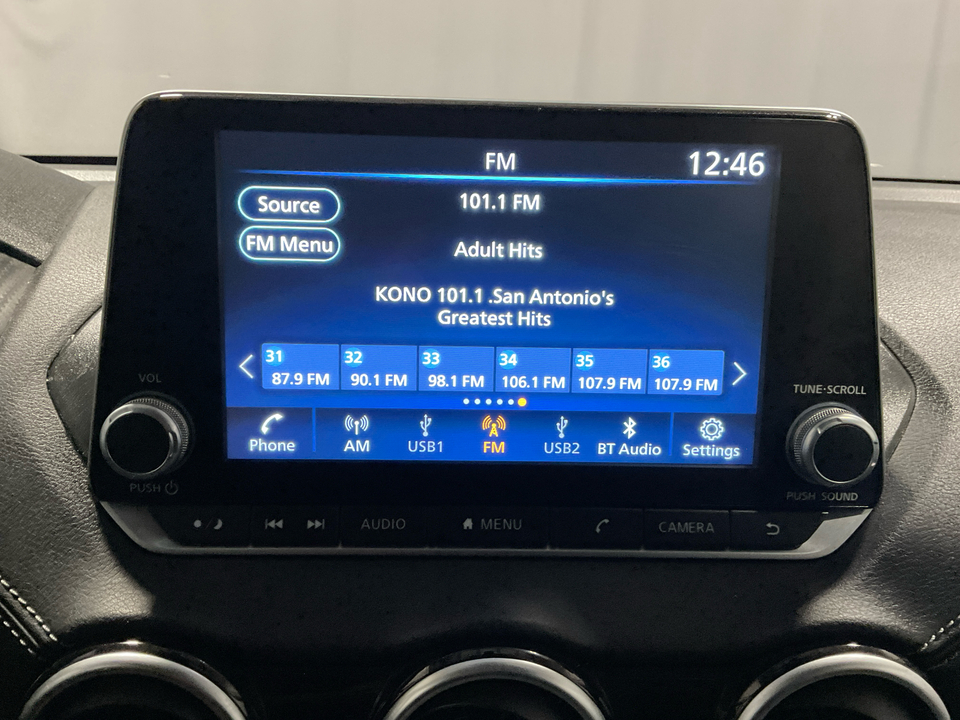 FM
12:46
Source
101.1 FM
FM Menu
Adult Hits
KONO 101.1 .San Antonio's
Greatest Hits
31 32 33 34 35 36
87.9 FM 90.1 FM 98.1 FM 106.1 FM 107.9 FM 107.9 FM
Phone AM USB1 FM USB2 BT Audio Settings
VOL
PUSH
TUNE·SCROLL
PUSH SOUND
AUDIO MENU CAMERA